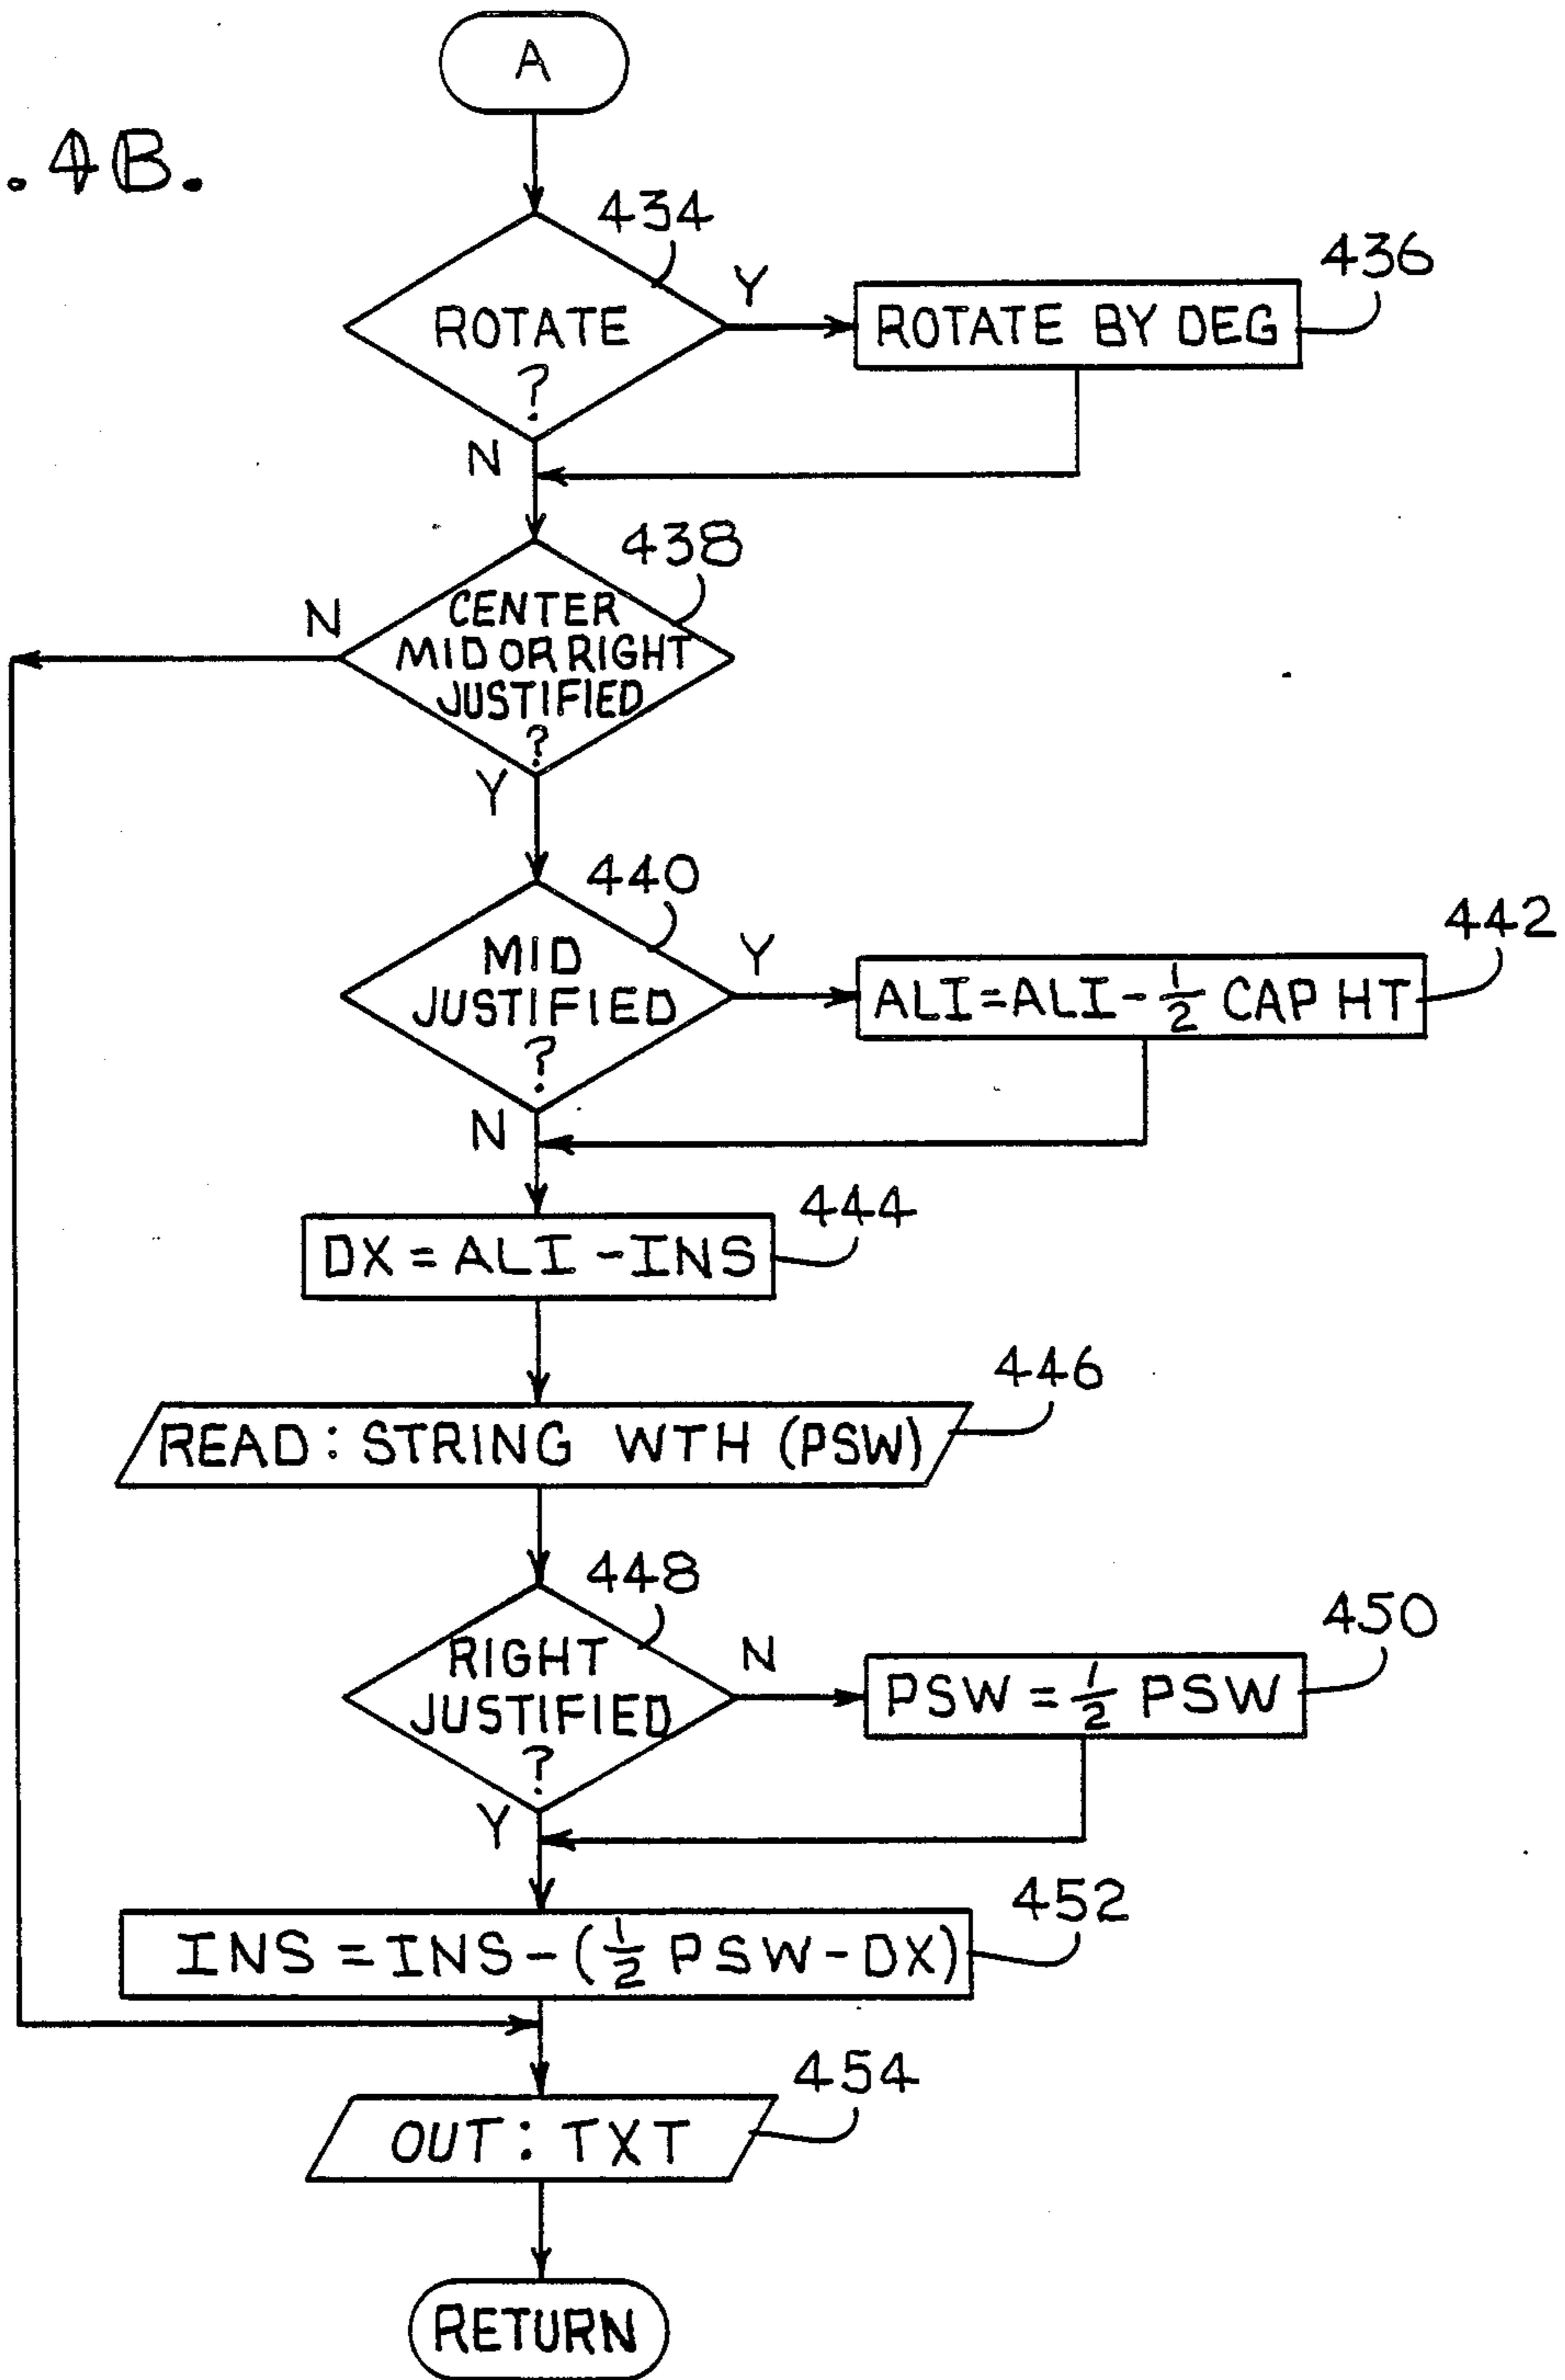 A
. 4B.
434
ROTATE
?
Y
436
ROTATE BY DEG
N
438
CENTER
MID OR RIGHT
JUSTIFIED
?
N
Y
440
MID
JUSTIFIED
?
Y
442
ALI=ALI-½ CAP HT
N
444
DX = ALI - INS
446
READ: STRING WTH (PSW)
448
RIGHT
JUSTIFIED
?
N
450
PSW = ½ PSW
Y
452
INS = INS - (½ PSW - DX)
454
OUT: TXT
RETURN